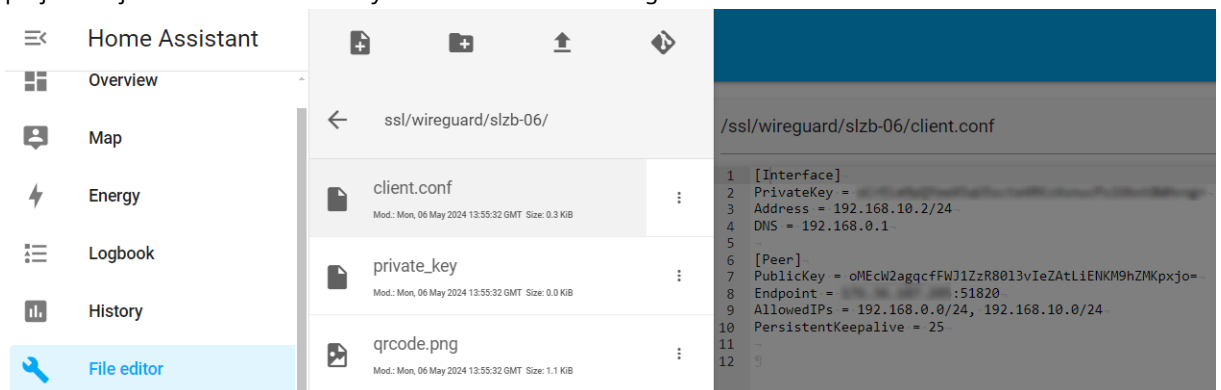 Home Assistant
Overview
Map
Energy
Logbook
History
File editor
ssl/wireguard/slzb-06/
client.conf
Mod.: Mon, 06 May 2024 13:55:32 GMT Size: 0.3 KiB
private_key
Mod.: Mon, 06 May 2024 13:55:32 GMT Size: 0.0 KiB
qrcode.png
Mod.: Mon, 06 May 2024 13:55:32 GMT Size: 1.1 KiB
/ssl/wireguard/slzb-06/client.conf
1 [Interface]
2 PrivateKey =
3 Address = 192.168.10.2/24
4 DNS = 192.168.0.1
5
6 [Peer]
7 PublicKey = oMEcW2agqcfFWJ1ZzR80l3vIeZAtLiENKM9hZMKpxjo=
8 Endpoint = :51820
9 AllowedIPs = 192.168.0.0/24, 192.168.10.0/24
10 PersistentKeepalive = 25
11
12